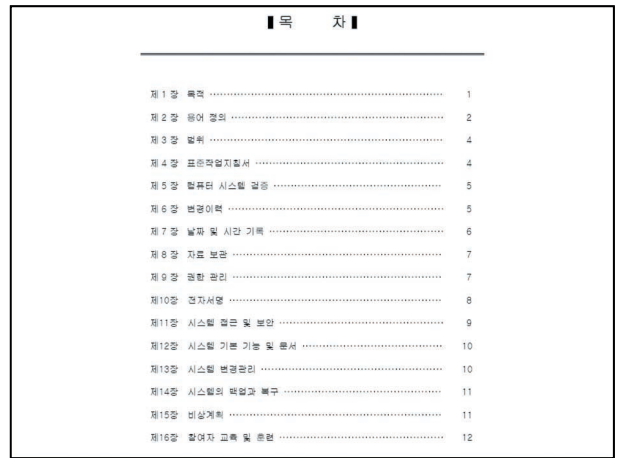 ▌목 차▐
제 1 장 목적 ································ 1
제 2 장 용어 정의 ································ 2
제 3 장 범위 ································ 4
제 4 장 표준작업지침서 ································ 4
제 5 장 컴퓨터 시스템 검증 ································ 5
제 6 장 변경이력 ································ 5
제 7 장 날짜 및 시간 기록 ································ 6
제 8 장 자료 보관 ································ 7
제 9 장 권한 관리 ································ 7
제10장 전자서명 ································ 8
제11장 시스템 접근 및 보안 ································ 9
제12장 시스템 기본 기능 및 문서 ································ 10
제13장 시스템 변경관리 ································ 10
제14장 시스템의 백업과 복구 ································ 11
제15장 비상계획 ································ 11
제16장 참여자 교육 및 훈련 ································ 12